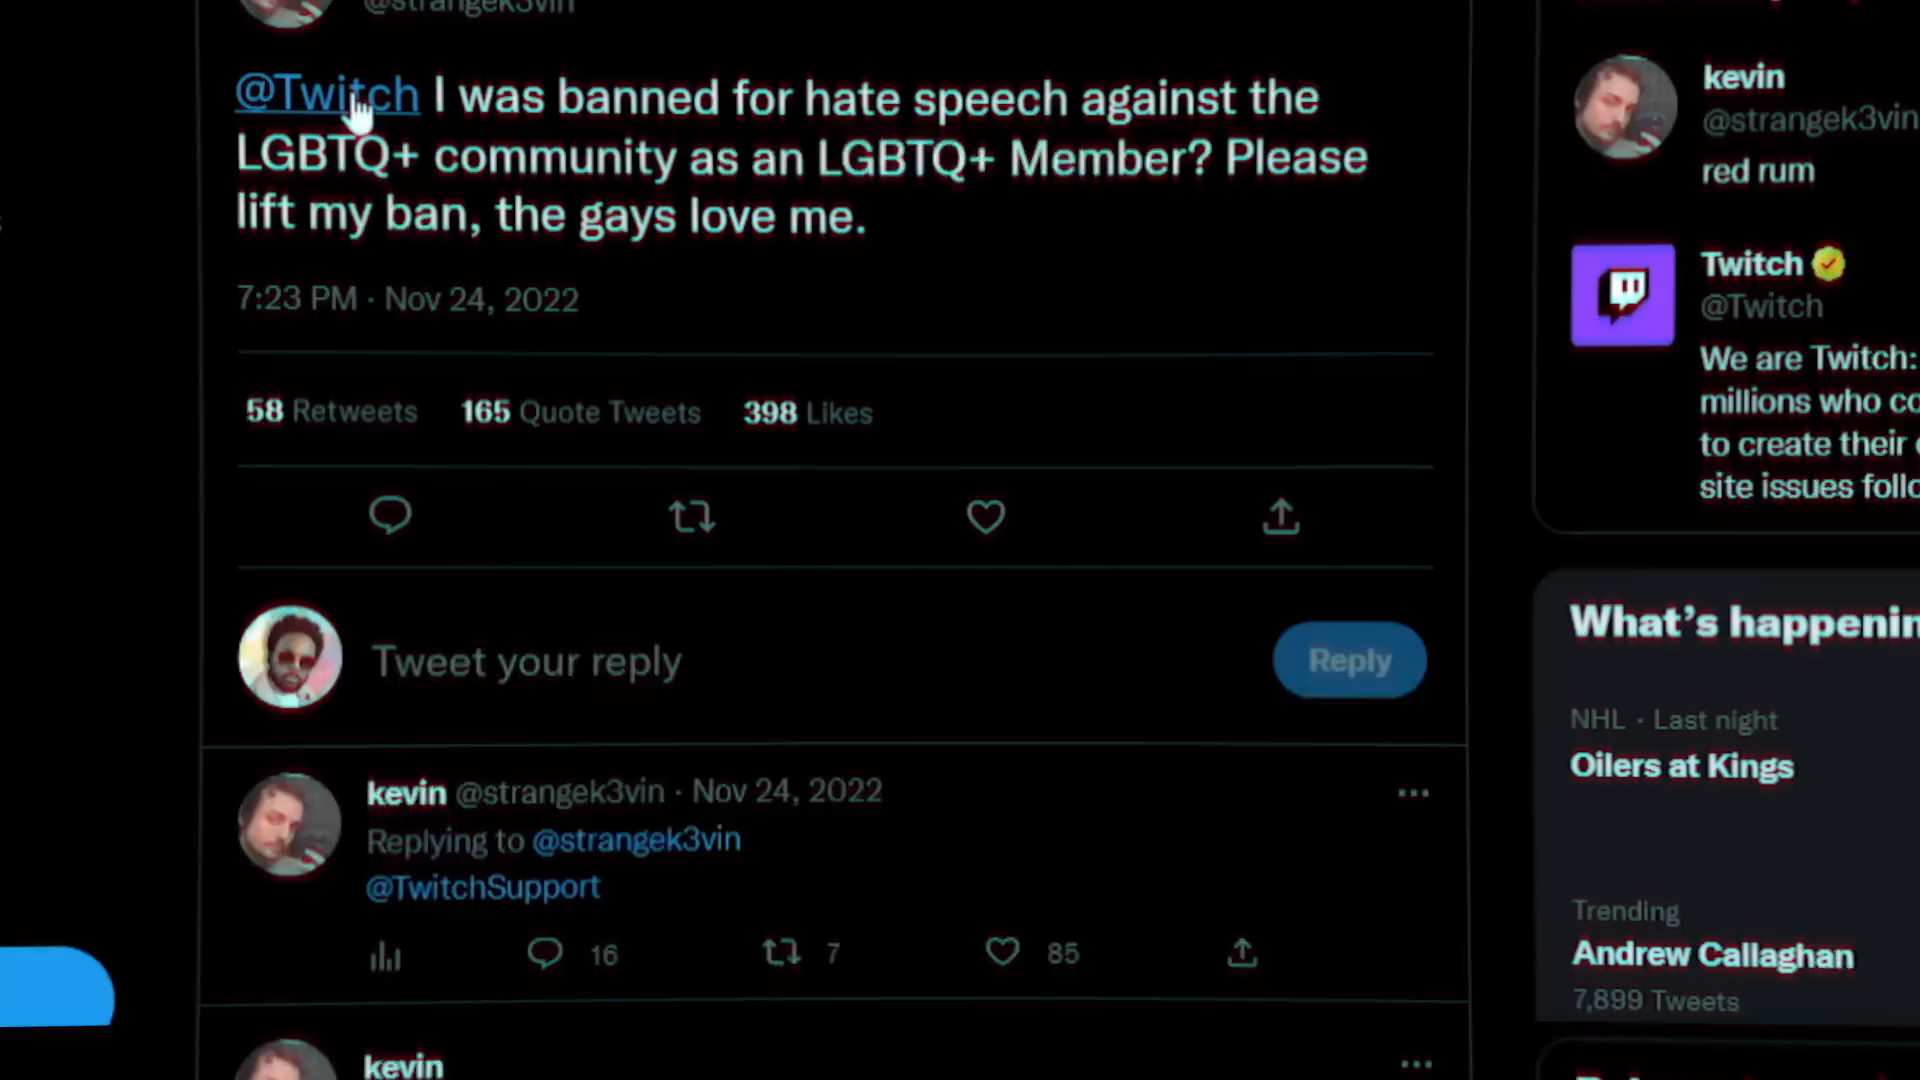 @strangek3vin
@Twitch I was banned for hate speech against the
LGBTQ+ community as an LGBTQ+ Member? Please
lift my ban, the gays love me.
7:23 PM · Nov 24, 2022
58 Retweets 165 Quote Tweets 398 Likes
Tweet your reply
Reply
kevin @strangek3vin · Nov 24, 2022
Replying to @strangek3vin
@TwitchSupport
16 7 85
kevin
kevin
@strangek3vin
red rum
Twitch
@Twitch
We are Twitch:
millions who
to create their
site issues
What's
NHL · Last night
Oilers at Kings
Trending
Andrew Callaghan
7,899 Tweets